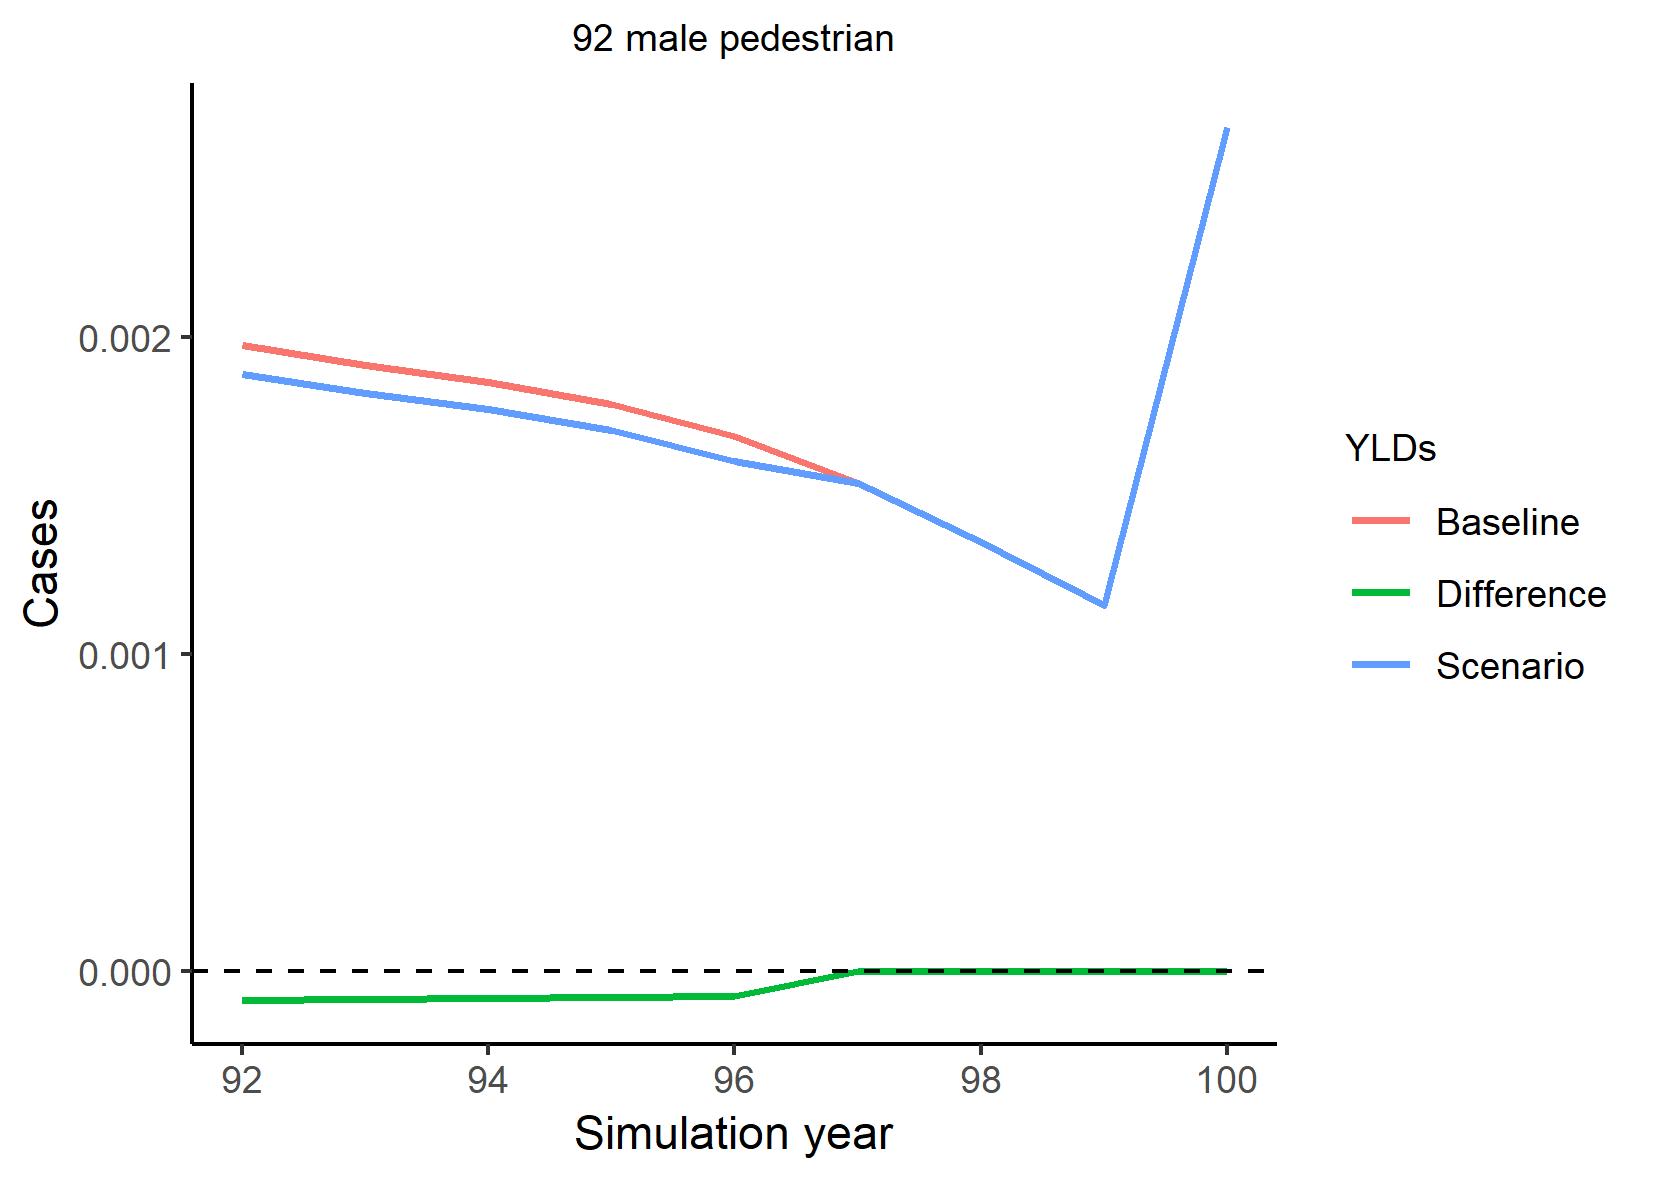 92 male pedestrian
Cases
0.002
0.001
0.000
92 94 96 98 100
Simulation year
YLDs
Baseline
Difference
Scenario